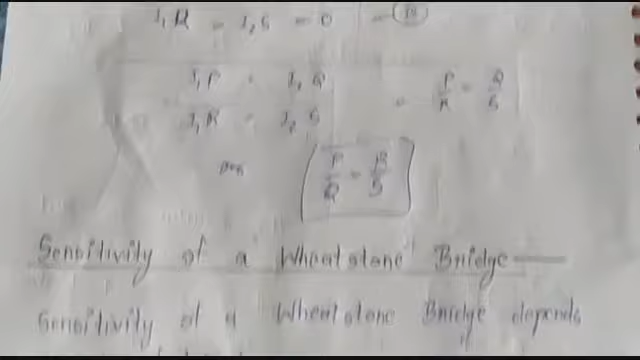 I₁R = I₂S = 0 — B
I₁P = I₂Q = P/R = Q/S
I₁R = I₂S
[P/Q = R/S]
Sensitivity of a Wheatstone Bridge
Sensitivity of a Wheatstone Bridge depends